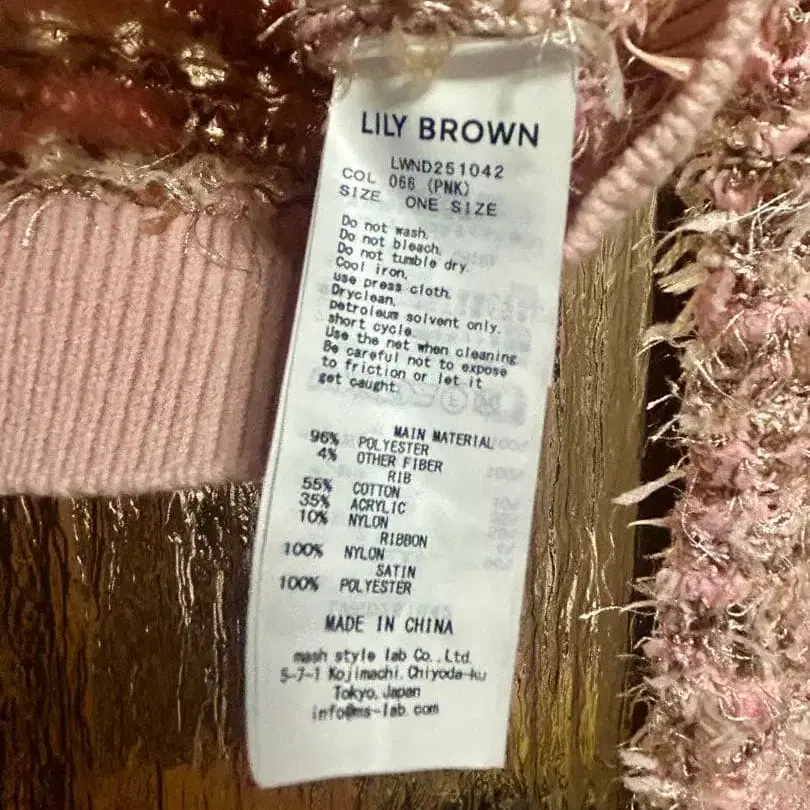 LILY BROWN
LWND251042
COL 066 (PNK)
SIZE ONE SIZE
Do not wash.
Do not bleach.
Do not tumble dry.
Cool iron.
use press cloth.
Dryclean.
petroleum solvent only.
short cycle.
Use the net when cleaning
Be careful not to expose
to friction or let it
get caught.
MAIN MATERIAL
96% POLYESTER
4% OTHER FIBER
RIB
55% COTTON
35% ACRYLIC
10% NYLON
RIBBON
100% NYLON
SATIN
100% POLYESTER
MADE IN CHINA
mash style lab Co.,Ltd.
5-7-1 Kojimachi, Chiyoda-ku
Tokyo, Japan
info@ms-lab.com